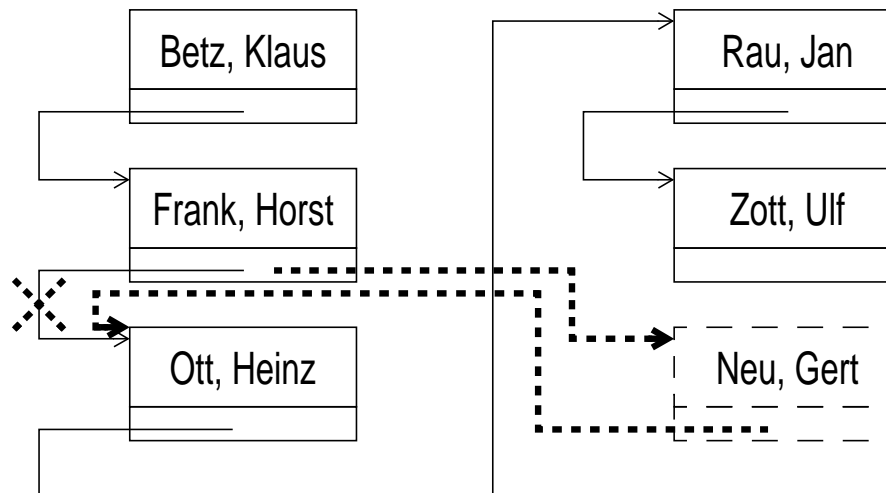 Betz, Klaus
Frank, Horst
Ott, Heinz
Rau, Jan
Zott, Ulf
Neu, Gert